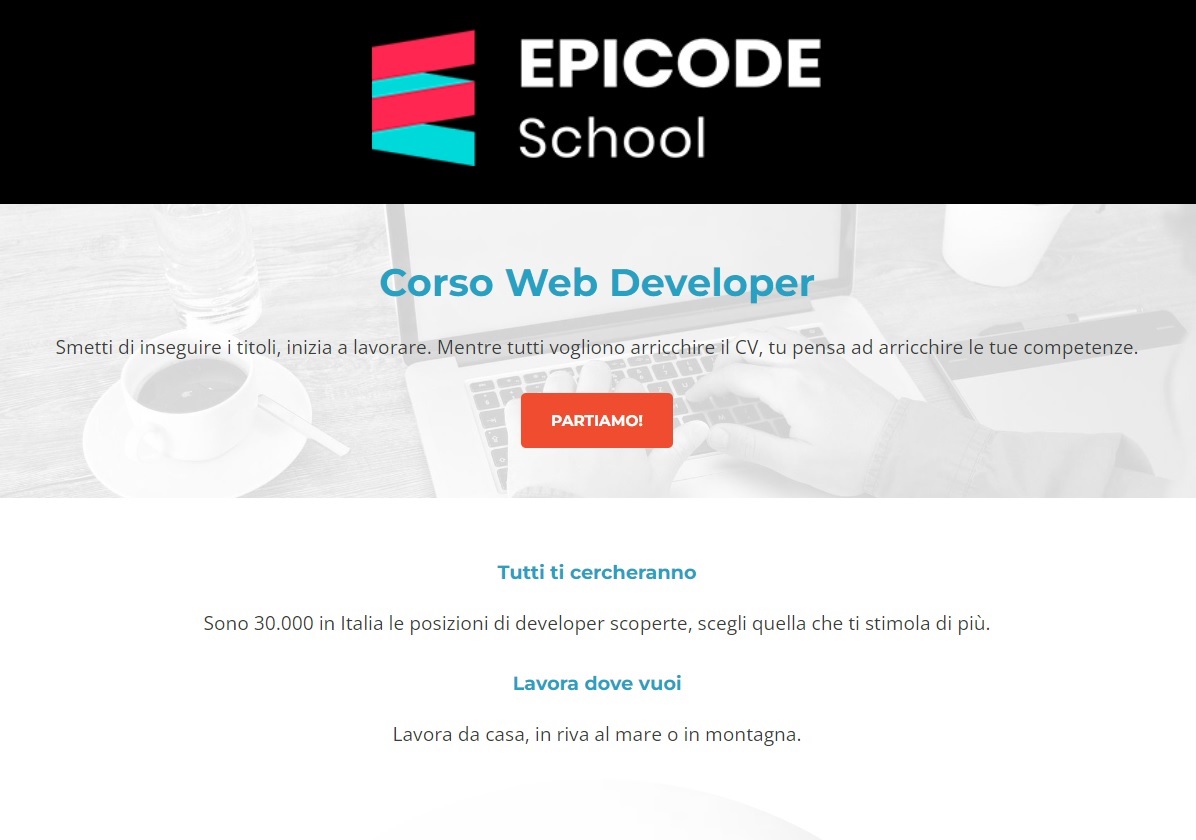 EPICODE
School
Corso Web Developer
Smetti di inseguire i titoli, inizia a lavorare. Mentre tutti vogliono arricchire il CV, tu pensa ad arricchire le tue competenze.
PARTIAMO!
Tutti ti cercheranno
Sono 30.000 in Italia le posizioni di developer scoperte, scegli quella che ti stimola di più.
Lavora dove vuoi
Lavora da casa, in riva al mare o in montagna.